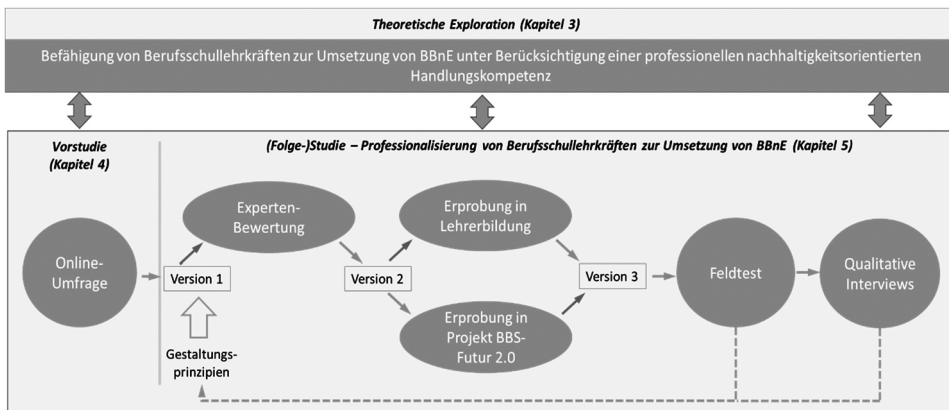 Theoretische Exploration (Kapitel 3)
Befähigung von Berufsschullehrkräften zur Umsetzung von BBnE unter Berücksichtigung einer professionellen nachhaltigkeitsorientierten
Handlungskompetenz
Vorstudie
(Kapitel 4)
(Folge-)Studie – Professionalisierung von Berufsschullehrkräften zur Umsetzung von BBnE (Kapitel 5)
Online-
Umfrage
Version 1
Gestaltungs-
prinzipien
Experten-
Bewertung
Version 2
Erprobung in
Lehrerbildung
Erprobung in
Projekt BBS-
Futur 2.0
Version 3
Feldtest
Qualitative
Interviews